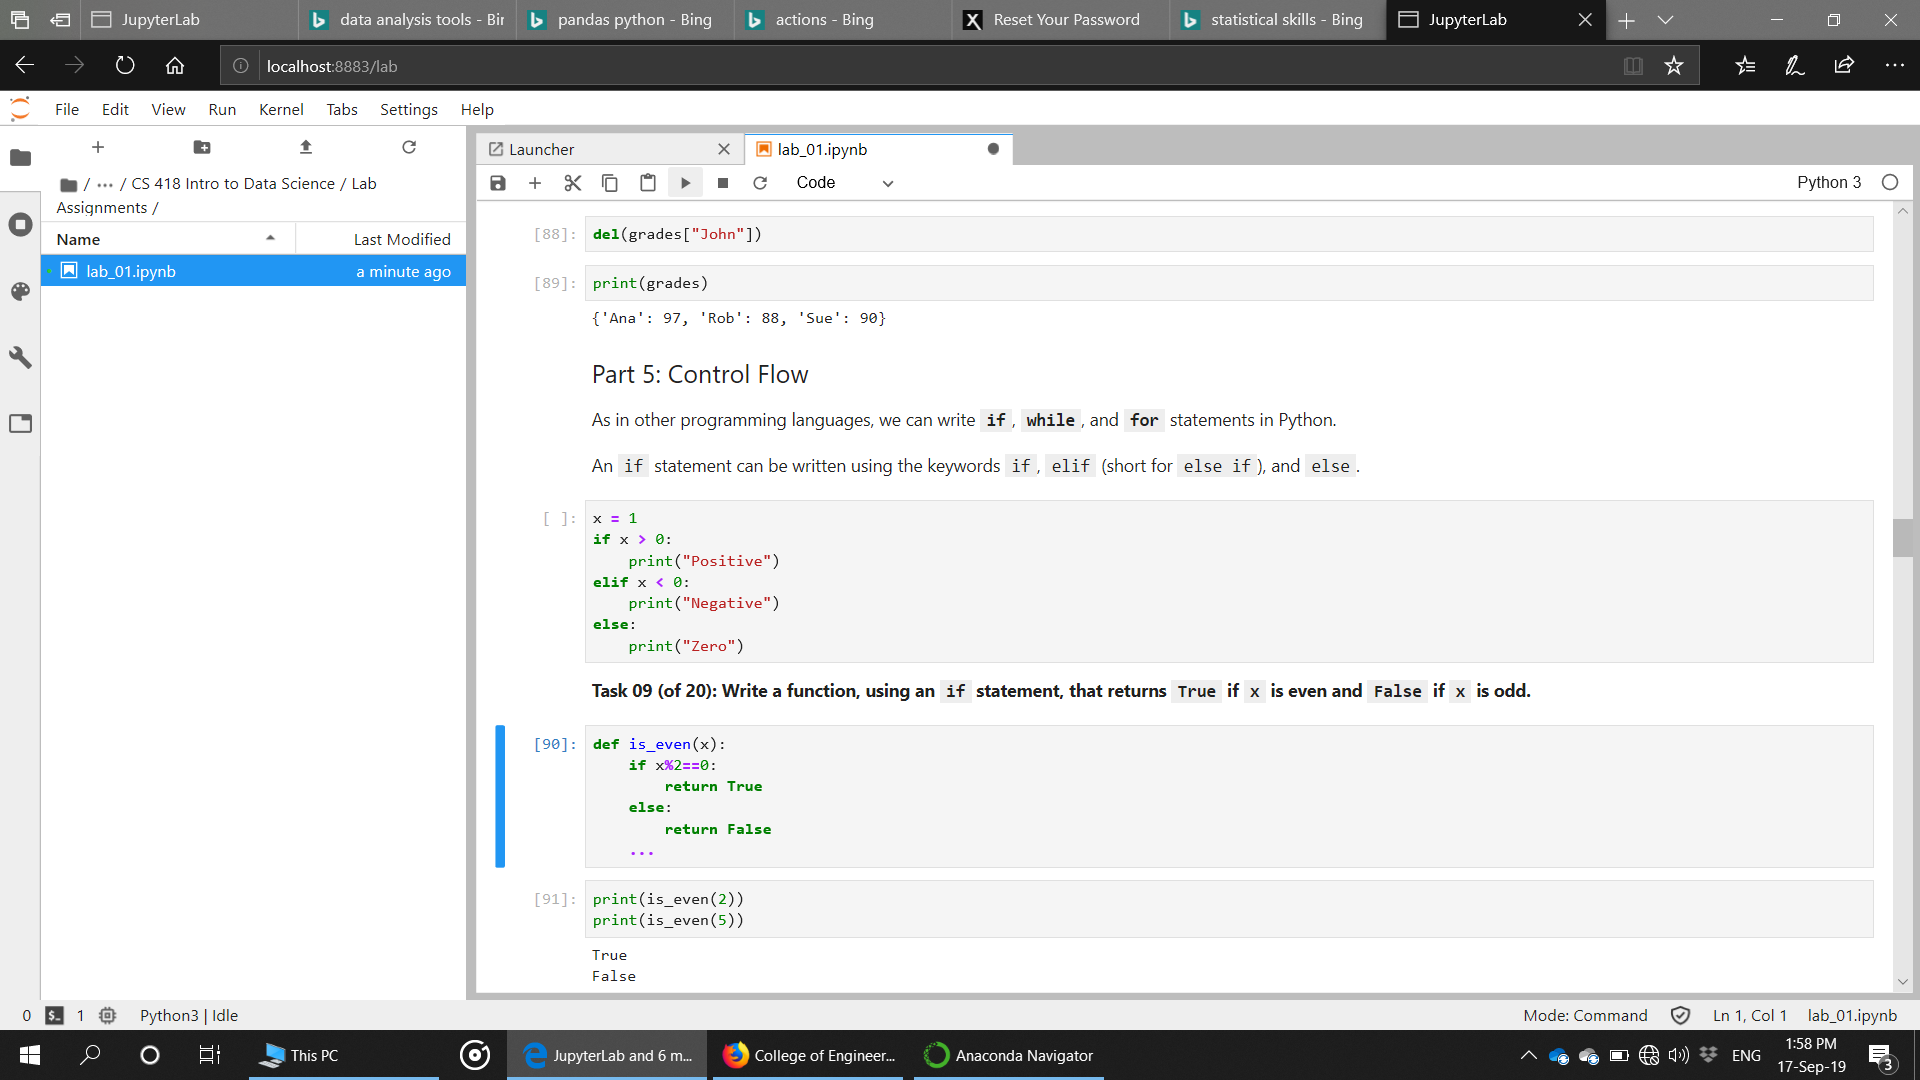 JupyterLab
data analysis tools - Bir
pandas python - Bing
actions - Bing
Reset Your Password
statistical skills - Bing
JupyterLab
localhost:8883/lab
File Edit View Run Kernel Tabs Settings Help
/ ··· / CS 418 Intro to Data Science / Lab
Assignments /
Name Last Modified
lab_01.ipynb a minute ago
Launcher
lab_01.ipynb
Code
Python 3
[88]: del(grades["John"])
[89]: print(grades)
{'Ana': 97, 'Rob': 88, 'Sue': 90}
Part 5: Control Flow
As in other programming languages, we can write if, while, and for statements in Python.
An if statement can be written using the keywords if, elif (short for else if), and else.
[ ]: x = 1
if x > 0:
    print("Positive")
elif x < 0:
    print("Negative")
else:
    print("Zero")
Task 09 (of 20): Write a function, using an if statement, that returns True if x is even and False if x is odd.
[90]: def is_even(x):
    if x%2==0:
        return True
    else:
        return False
    ...
[91]: print(is_even(2))
print(is_even(5))
True
False
0 $_ 1 Python3 | Idle
Mode: Command Ln 1, Col 1 lab_01.ipynb
This PC
JupyterLab and 6 m...
College of Engineer...
Anaconda Navigator
ENG
1:58 PM
17-Sep-19
3